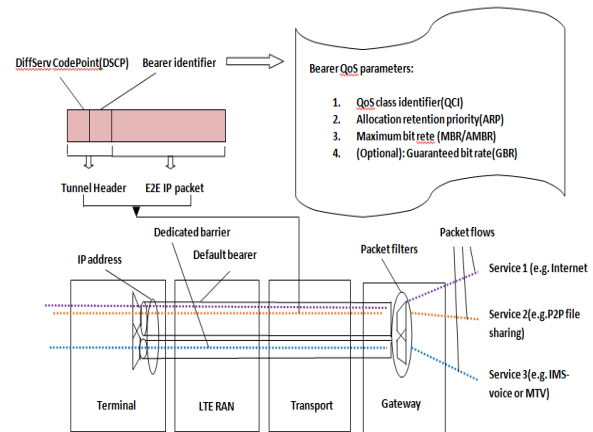 DiffServ CodePoint(DSCP) Bearer identifier
Bearer QoS parameters:
1. QoS class identifier(QCI)
2. Allocation retention priority(ARP)
3. Maximum bit rete (MBR/AMBR)
4. (Optional): Guaranteed bit rate(GBR)
Tunnel Header E2E IP packet
Dedicated barrier
Packet flows
IP address
Default bearer
Packet filters
Service 1 (e.g. Internet
Service 2(e.g.P2P file
sharing)
Service 3(e.g. IMS-
voice or MTV)
Terminal
LTE RAN
Transport
Gateway